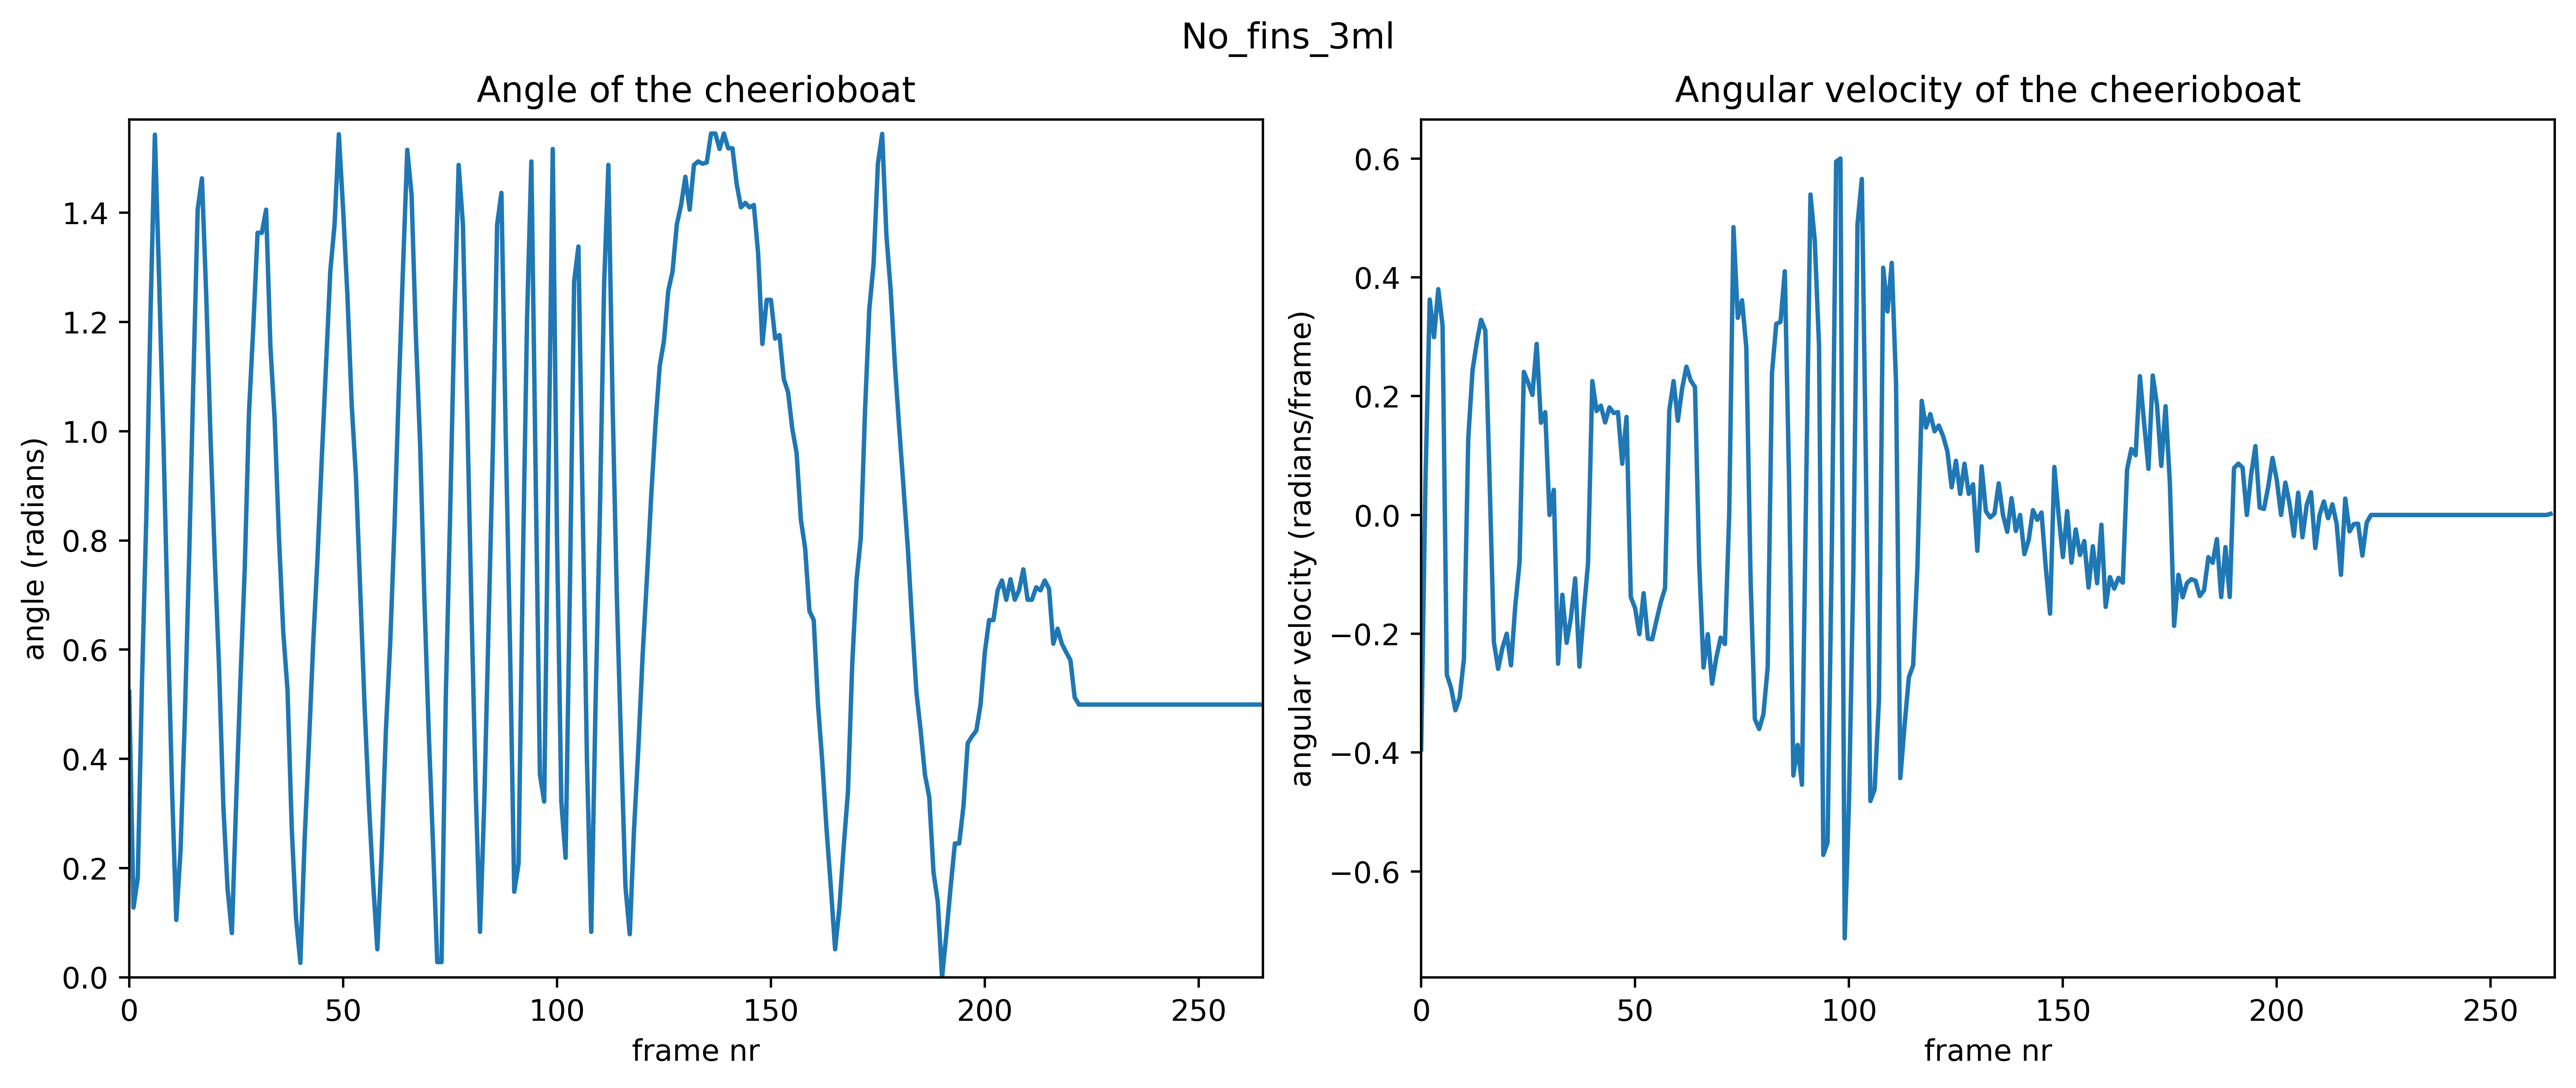 No_fins_3ml
Angle of the cheerioboat
angle (radians)
1.4
1.2
1.0
0.8
0.6
0.4
0.2
0.0
0 50 100 150 200 250
frame nr
Angular velocity of the cheerioboat
angular velocity (radians/frame)
0.6
0.4
0.2
0.0
−0.2
−0.4
−0.6
0 50 100 150 200 250
frame nr